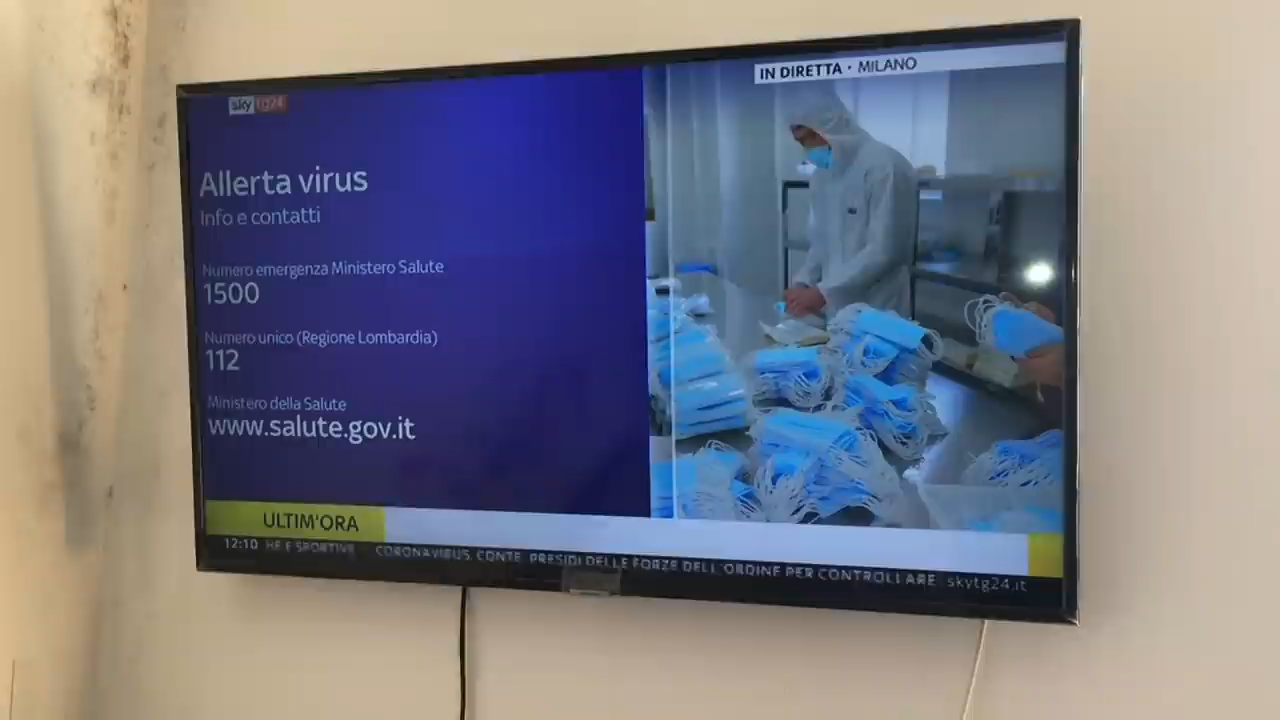 sky tg24
IN DIRETTA · MILANO
Allerta virus
Info e contatti
Numero emergenza Ministero Salute
1500
Numero unico (Regione Lombardia)
112
Ministero della Salute
www.salute.gov.it
ULTIM'ORA
12:10 HE E SPORTIVE CORONAVIRUS, CONTE: PRESIDI DELLE FORZE DELL'ORDINE PER CONTROLLARE skytg24.it